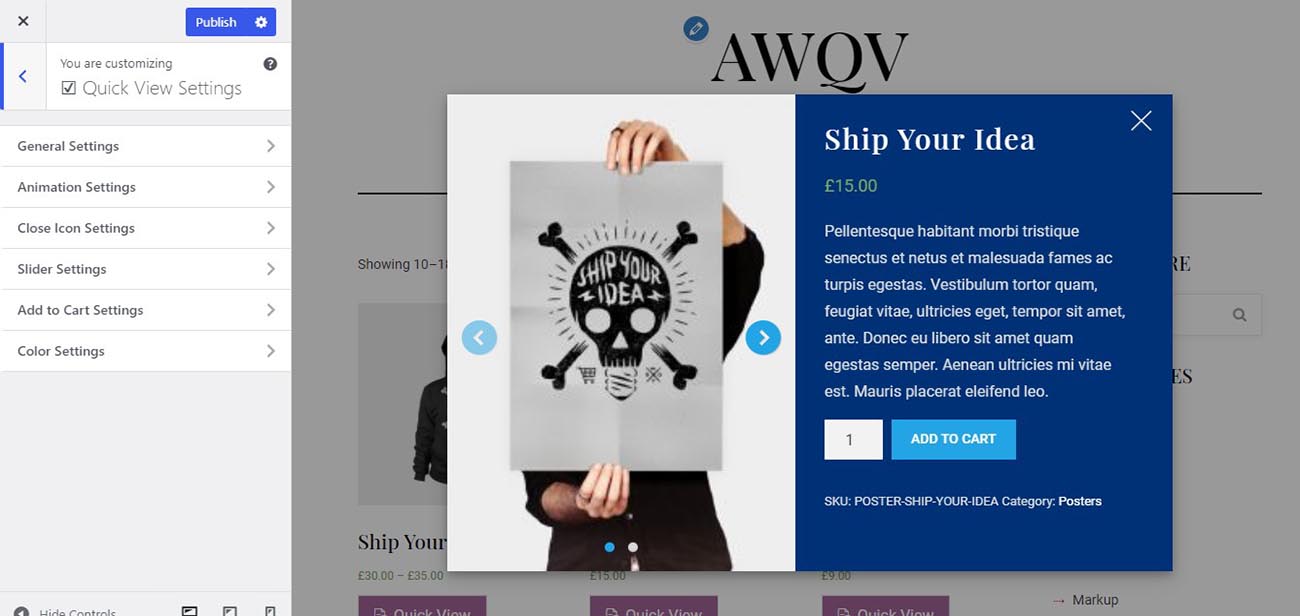 Publish
You are customizing
Quick View Settings
General Settings
Animation Settings
Close Icon Settings
Slider Settings
Add to Cart Settings
Color Settings
Hide Controls
AWQV
Showing 10–18
SHIP YOUR
IDEA
Ship Your Idea
£15.00
Pellentesque habitant morbi tristique
senectus et netus et malesuada fames ac
turpis egestas. Vestibulum tortor quam,
feugiat vitae, ultricies eget, tempor sit amet,
ante. Donec eu libero sit amet quam
egestas semper. Aenean ultricies mi vitae
est. Mauris placerat eleifend leo.
1
ADD TO CART
SKU: POSTER-SHIP-YOUR-IDEA Category: Posters
RE
ES
Ship Your
£30.00 – £35.00
£15.00
£9.00
Quick View
Quick View
Quick View
→ Markup